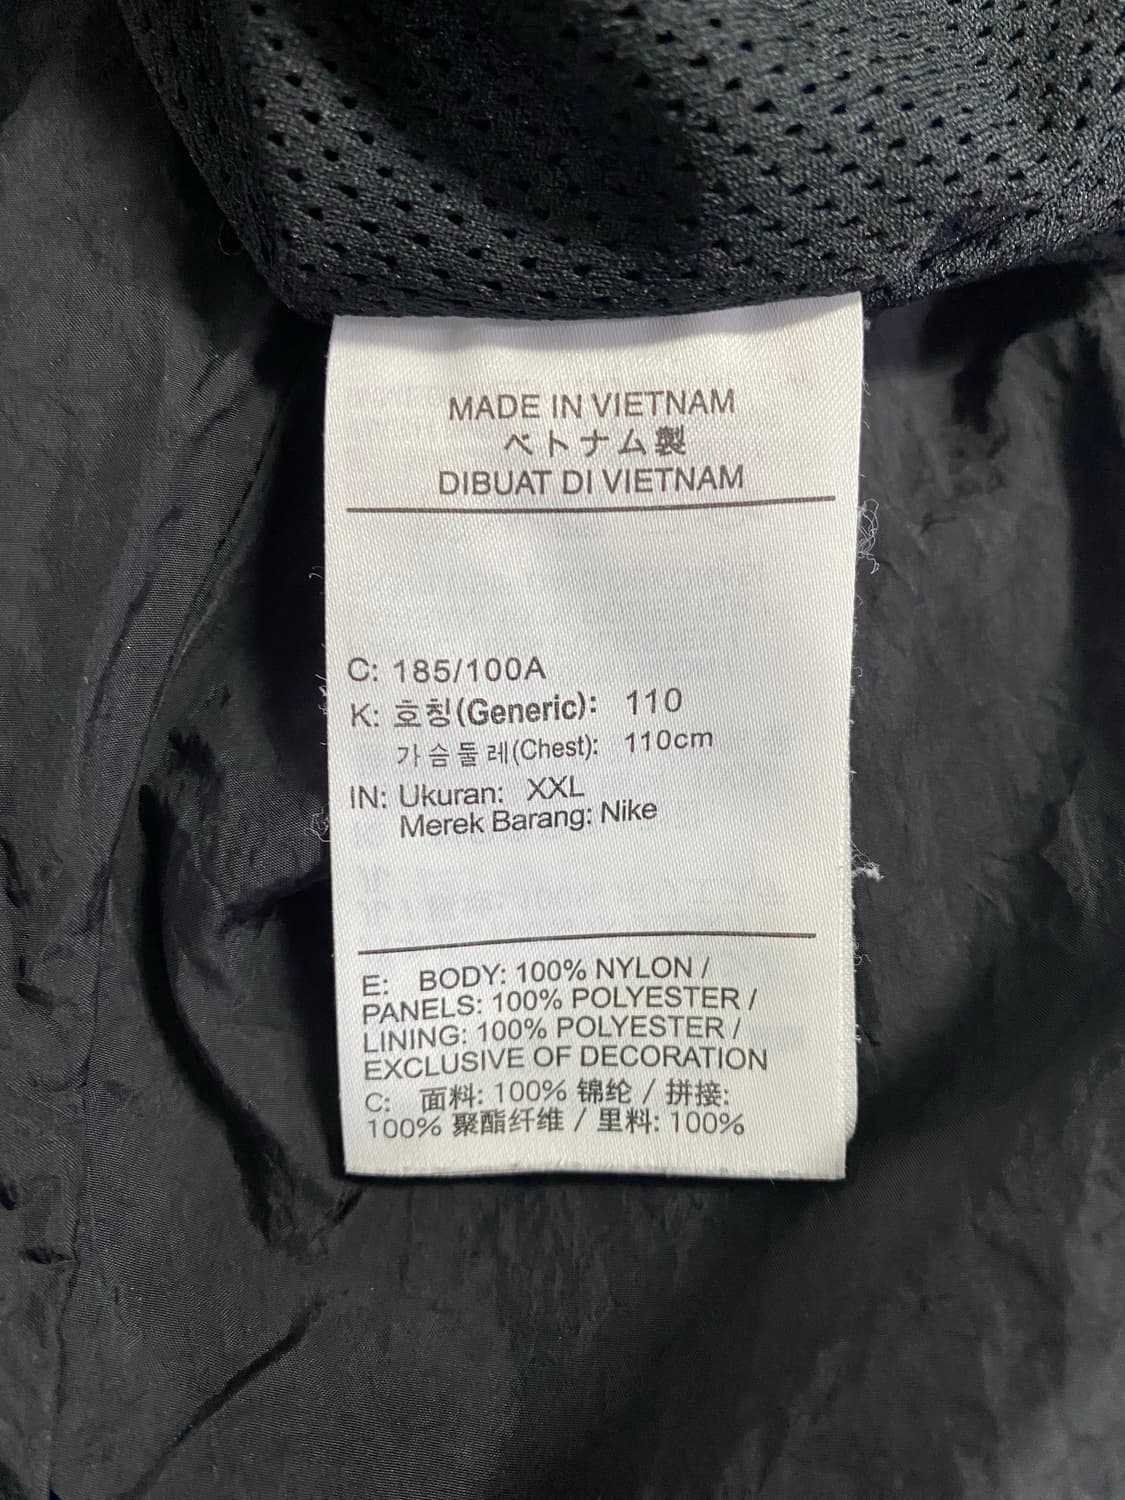 MADE IN VIETNAM
ベトナム製
DIBUAT DI VIETNAM
C: 185/100A
K: 호칭(Generic): 110
가슴둘레(Chest): 110cm
IN: Ukuran: XXL
Merek Barang: Nike
E: BODY: 100% NYLON /
PANELS: 100% POLYESTER /
LINING: 100% POLYESTER /
EXCLUSIVE OF DECORATION
C: 面料: 100% 锦纶 / 拼接:
100% 聚酯纤维 / 里料: 100%